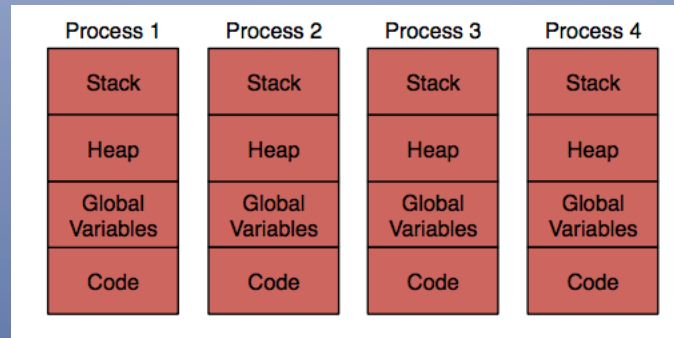 Process 1 Process 2 Process 3 Process 4
Stack Stack Stack Stack
Heap Heap Heap Heap
Global Global Global Global
Variables Variables Variables Variables
Code Code Code Code